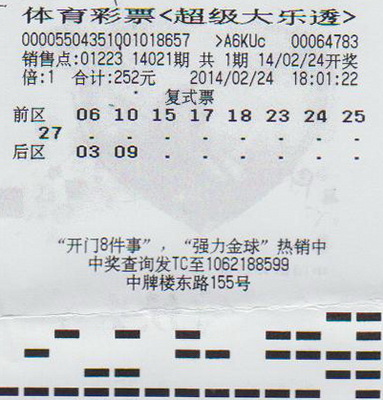 体育彩票<超级大乐透>
00005504351001018657 >A6KUc 00064783
销售点:01223 14021期 共 1期 14/02/24开奖
倍:1 合计:252元 2014/02/24 18:01:22
复式票
前区 06 10 15 17 18 23 24 25
27 . . . . . . .
后区 03 09 . . . . . .
“开门8件事”, “强力金球”热销中
中奖查询发TC至1062188599
中牌楼东路155号